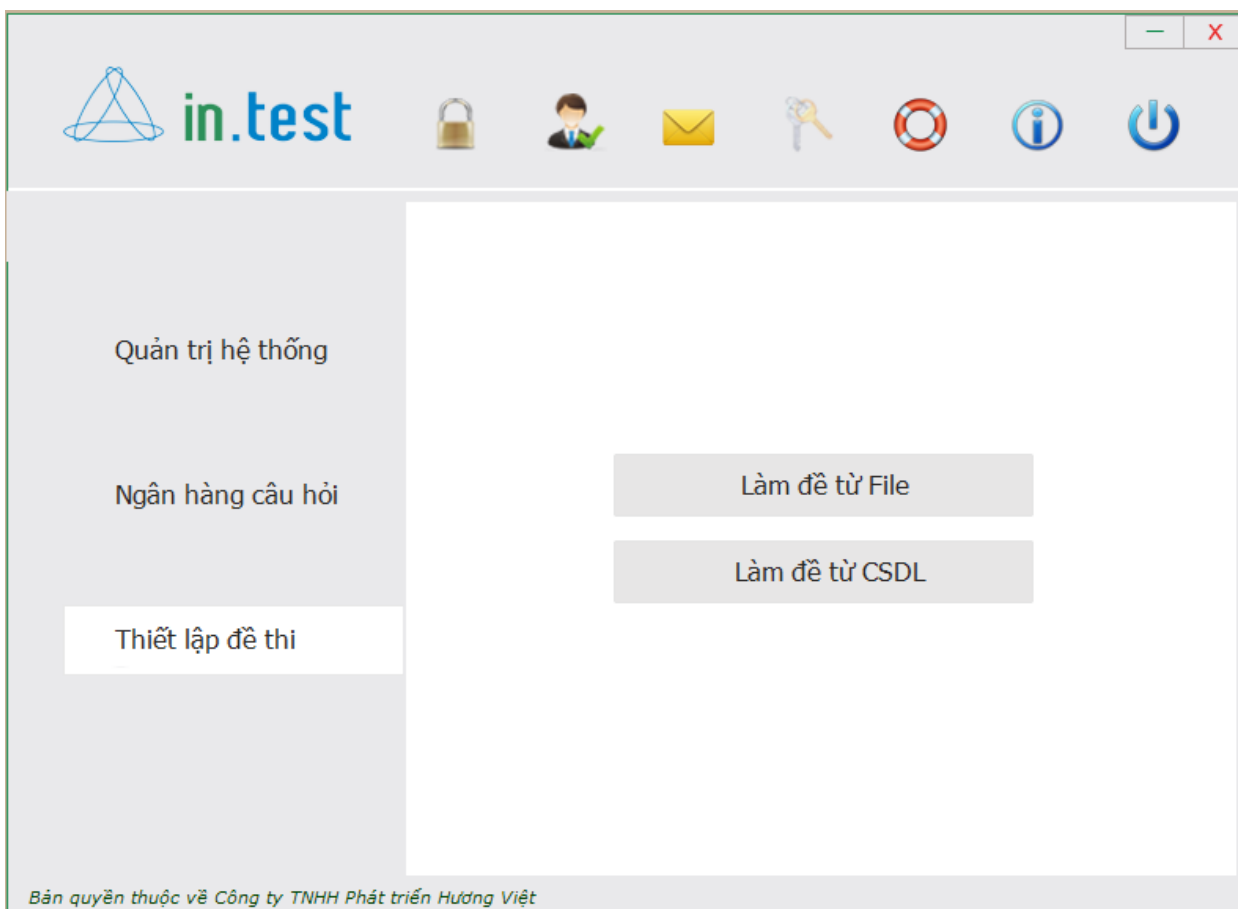 X
in.test
Quản trị hệ thống
Ngân hàng câu hỏi
Làm đề từ File
Làm đề từ CSDL
Thiết lập đề thi
Bản quyền thuộc về Công ty TNHH Phát triển Hương Việt